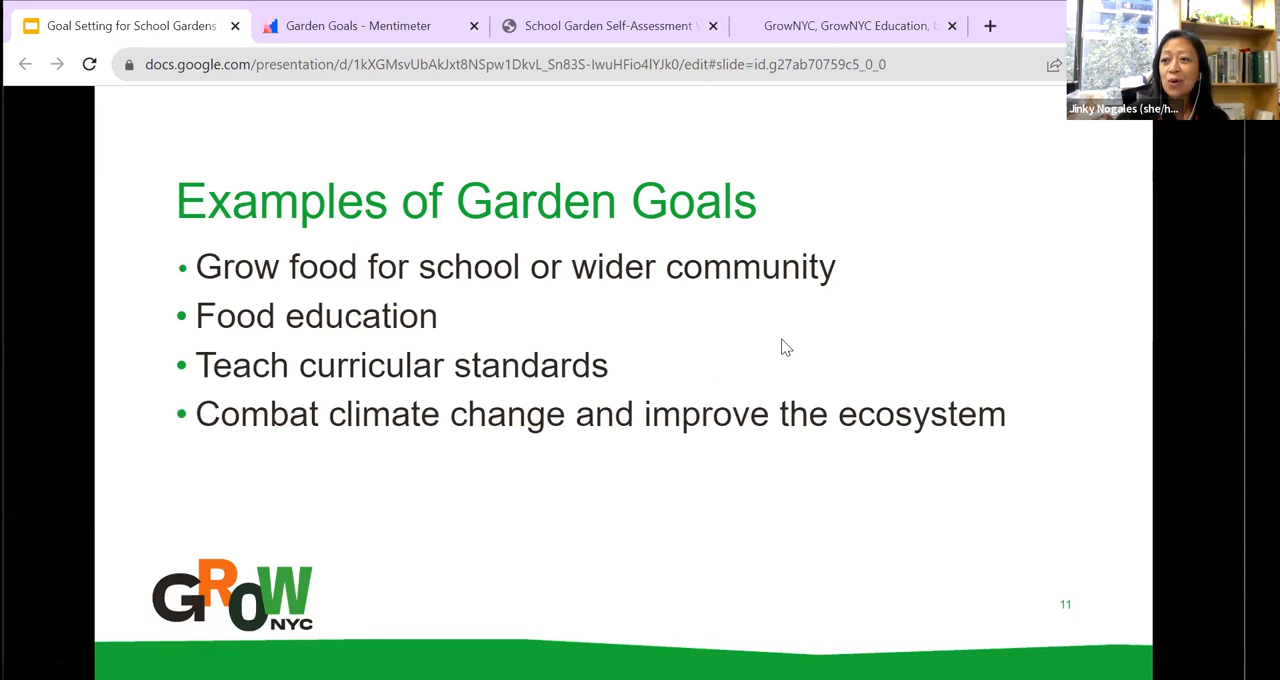 Goal Setting for School Gardens
Garden Goals - Mentimeter
School Garden Self-Assessment
GrowNYC, GrowNYC Education,
docs.google.com/presentation/d/1kXGMsvUbAkJxt8NSpw1DkvL_Sn83S-IwuHFio4lYJk0/edit#slide=id.g27ab70759c5_0_0
Jinky Nogales (she/h...
Examples of Garden Goals
• Grow food for school or wider community
• Food education
• Teach curricular standards
• Combat climate change and improve the ecosystem
GROW
NYC
11